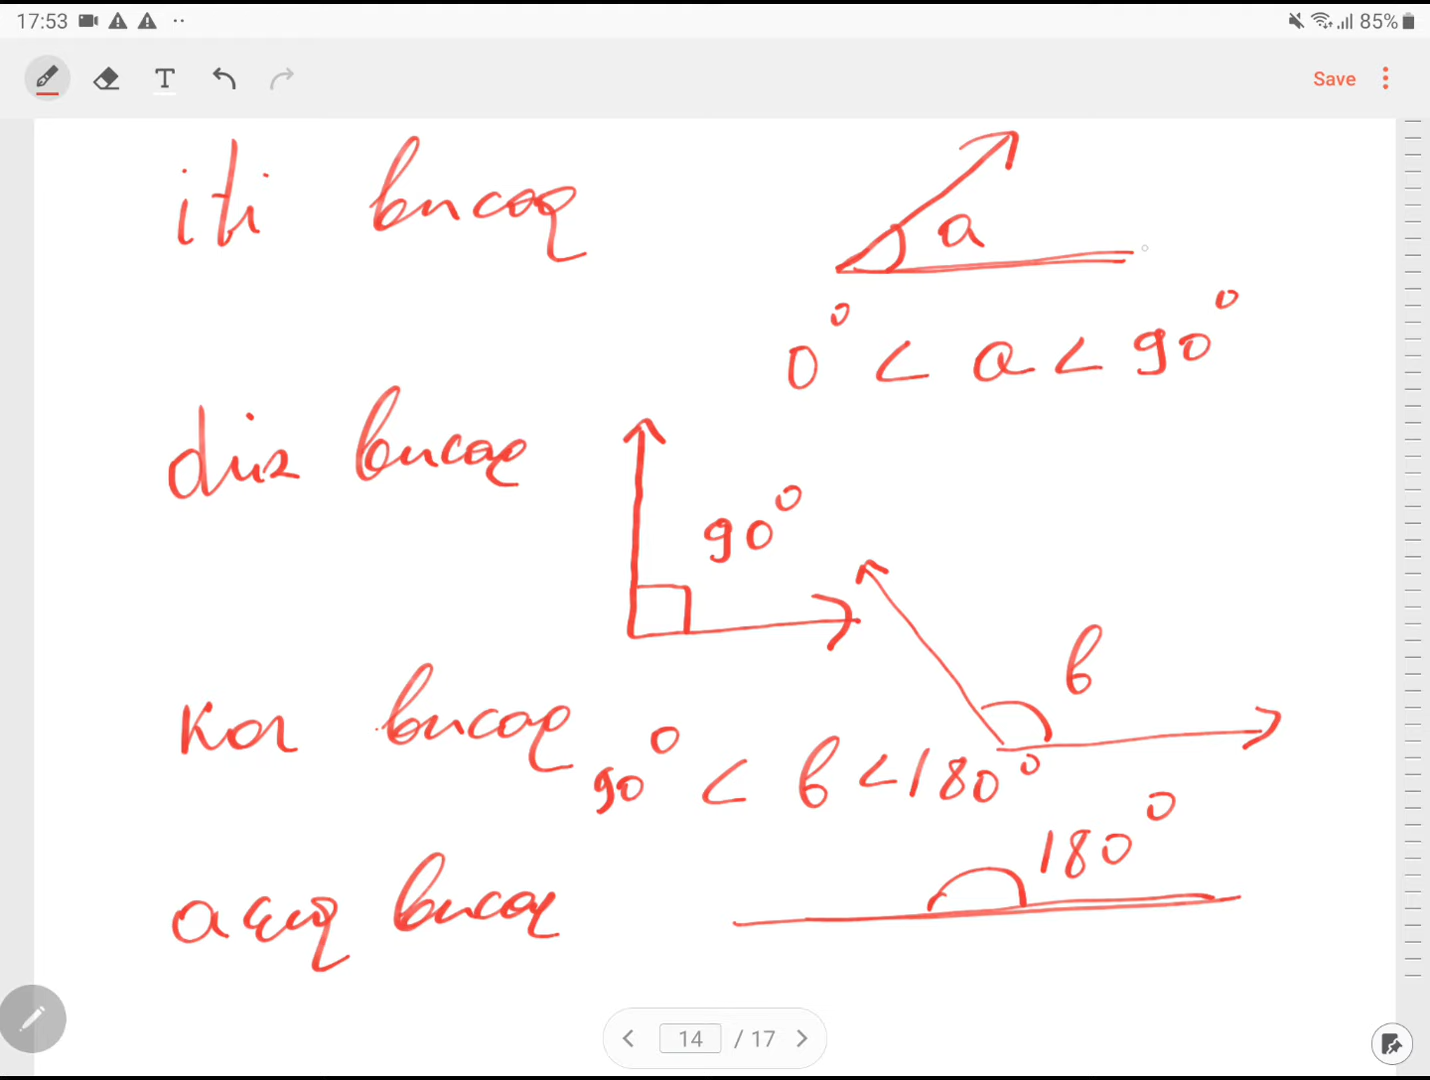 17:53
85%
T
Save
iti bucaq
a
0° < a < 90°
düz bucaq
90°
kor bucaq
b
90° < b < 180°
açıq bucaq
180°
14 / 17